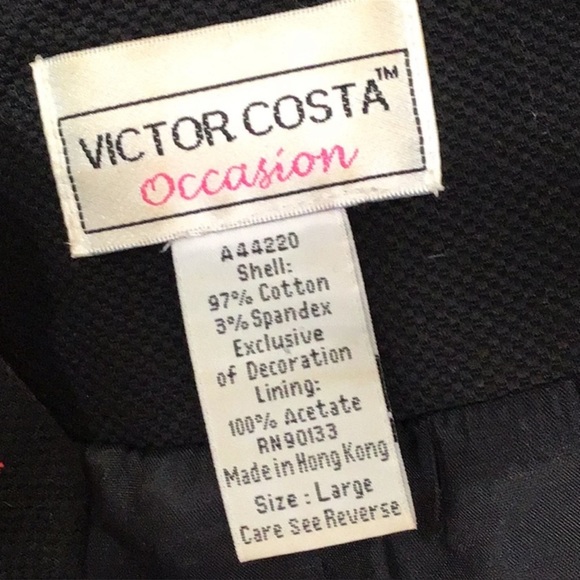 VICTOR COSTA™
Occasion
A44220
Shell:
97% Cotton
3% Spandex
Exclusive
of Decoration
Lining:
100% Acetate
RN90133
Made in Hong Kong
Size: Large
Care See Reverse